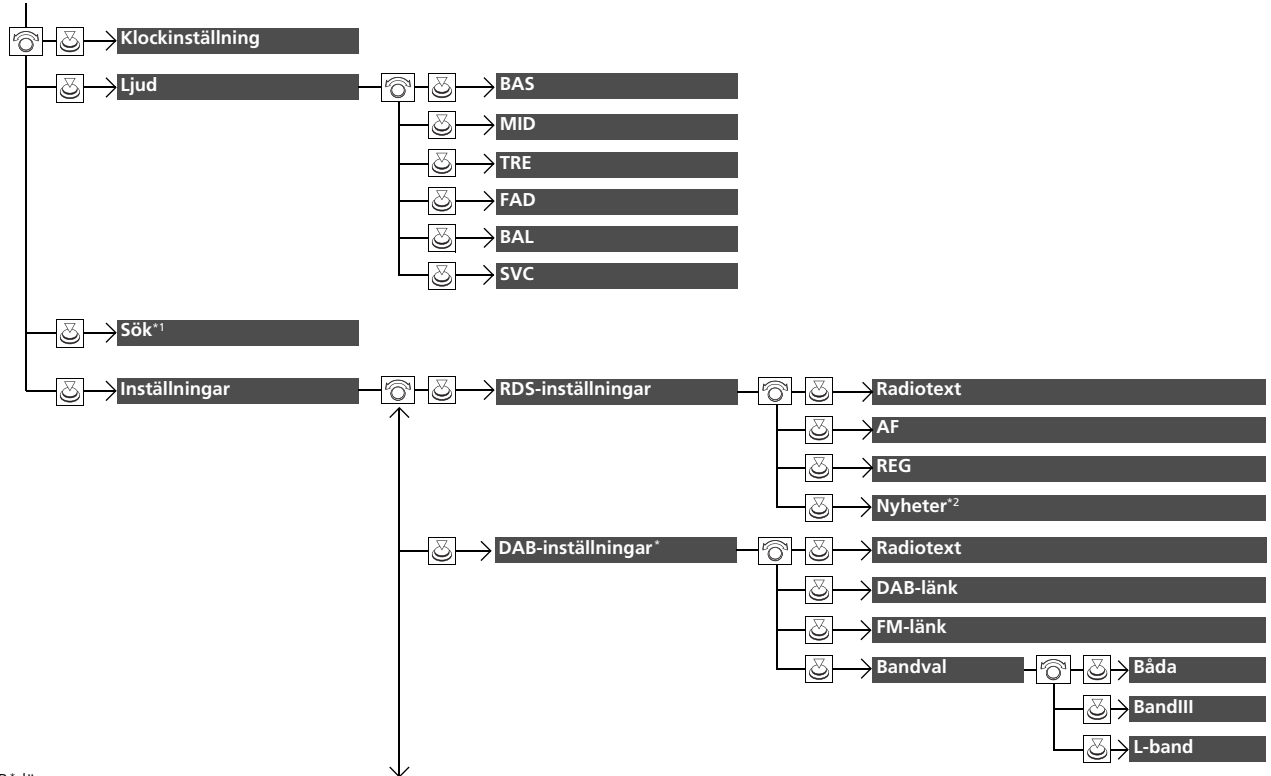 Klockinställning
Ljud
BAS
MID
TRE
FAD
BAL
SVC
Sök*1
Inställningar
RDS-inställningar
Radiotext
AF
REG
Nyheter*2
DAB-inställningar*
Radiotext
DAB-länk
FM-länk
Bandval
Båda
BandIII
L-band